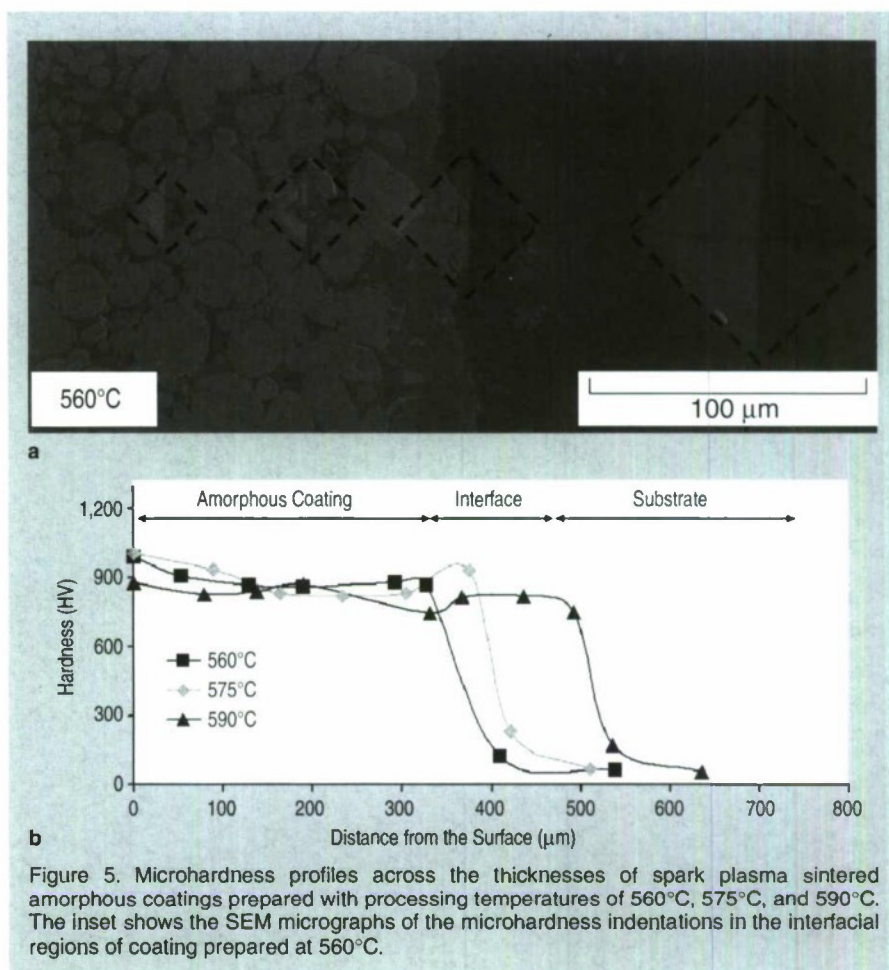 560°C
100 µm
a
Amorphous Coating Interface Substrate
1,200
900
600
300
0
Hardness (HV)
560°C
575°C
590°C
0 100 200 300 400 500 600 700 800
b
Distance from the Surface (µm)
Figure 5. Microhardness profiles across the thicknesses of spark plasma sintered
amorphous coatings prepared with processing temperatures of 560°C, 575°C, and 590°C.
The inset shows the SEM micrographs of the microhardness indentations in the interfacial
regions of coating prepared at 560°C.